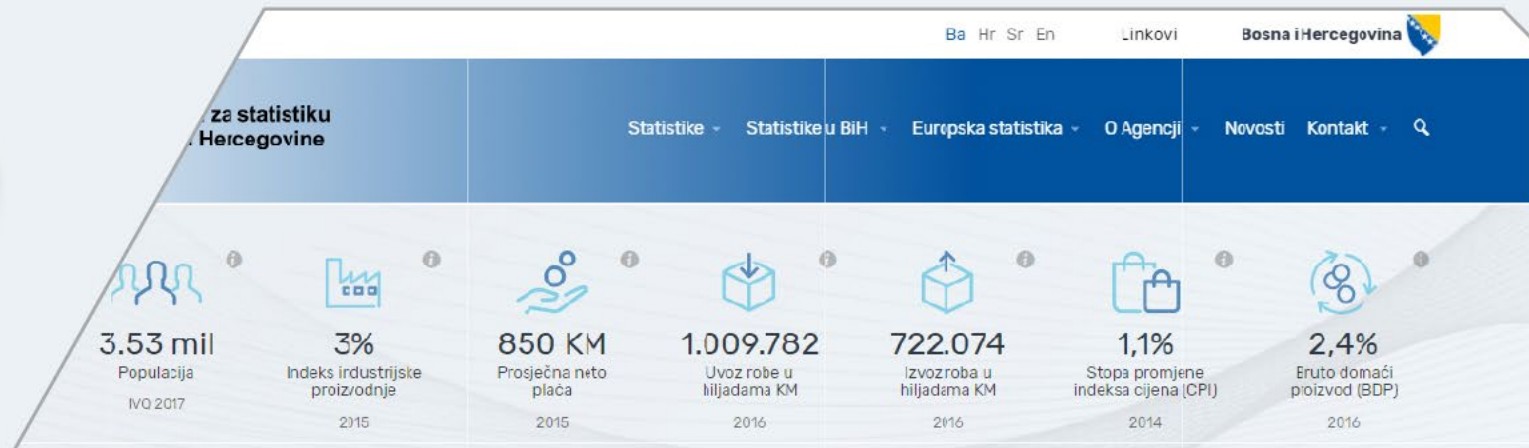 Ba Hr Sr En Linkovi Bosna i Hercegovina
za statistiku
Hercegovine
Statistike Statistike u BiH Europska statistika O Agenciji Novosti Kontakt
3.53 mil
Populacija
IVQ 2017
3%
Indeks industrijske
proizvodnje
2015
850 KM
Prosječna neto
plaća
2015
1.009.782
Uvoz robe u
hiljadama KM
2016
722.074
Izvoz roba u
hiljadama KM
2016
1,1%
Stopa promjene
indeksa cijena (CPI)
2014
2,4%
Bruto domaći
proizvod (BDP)
2016